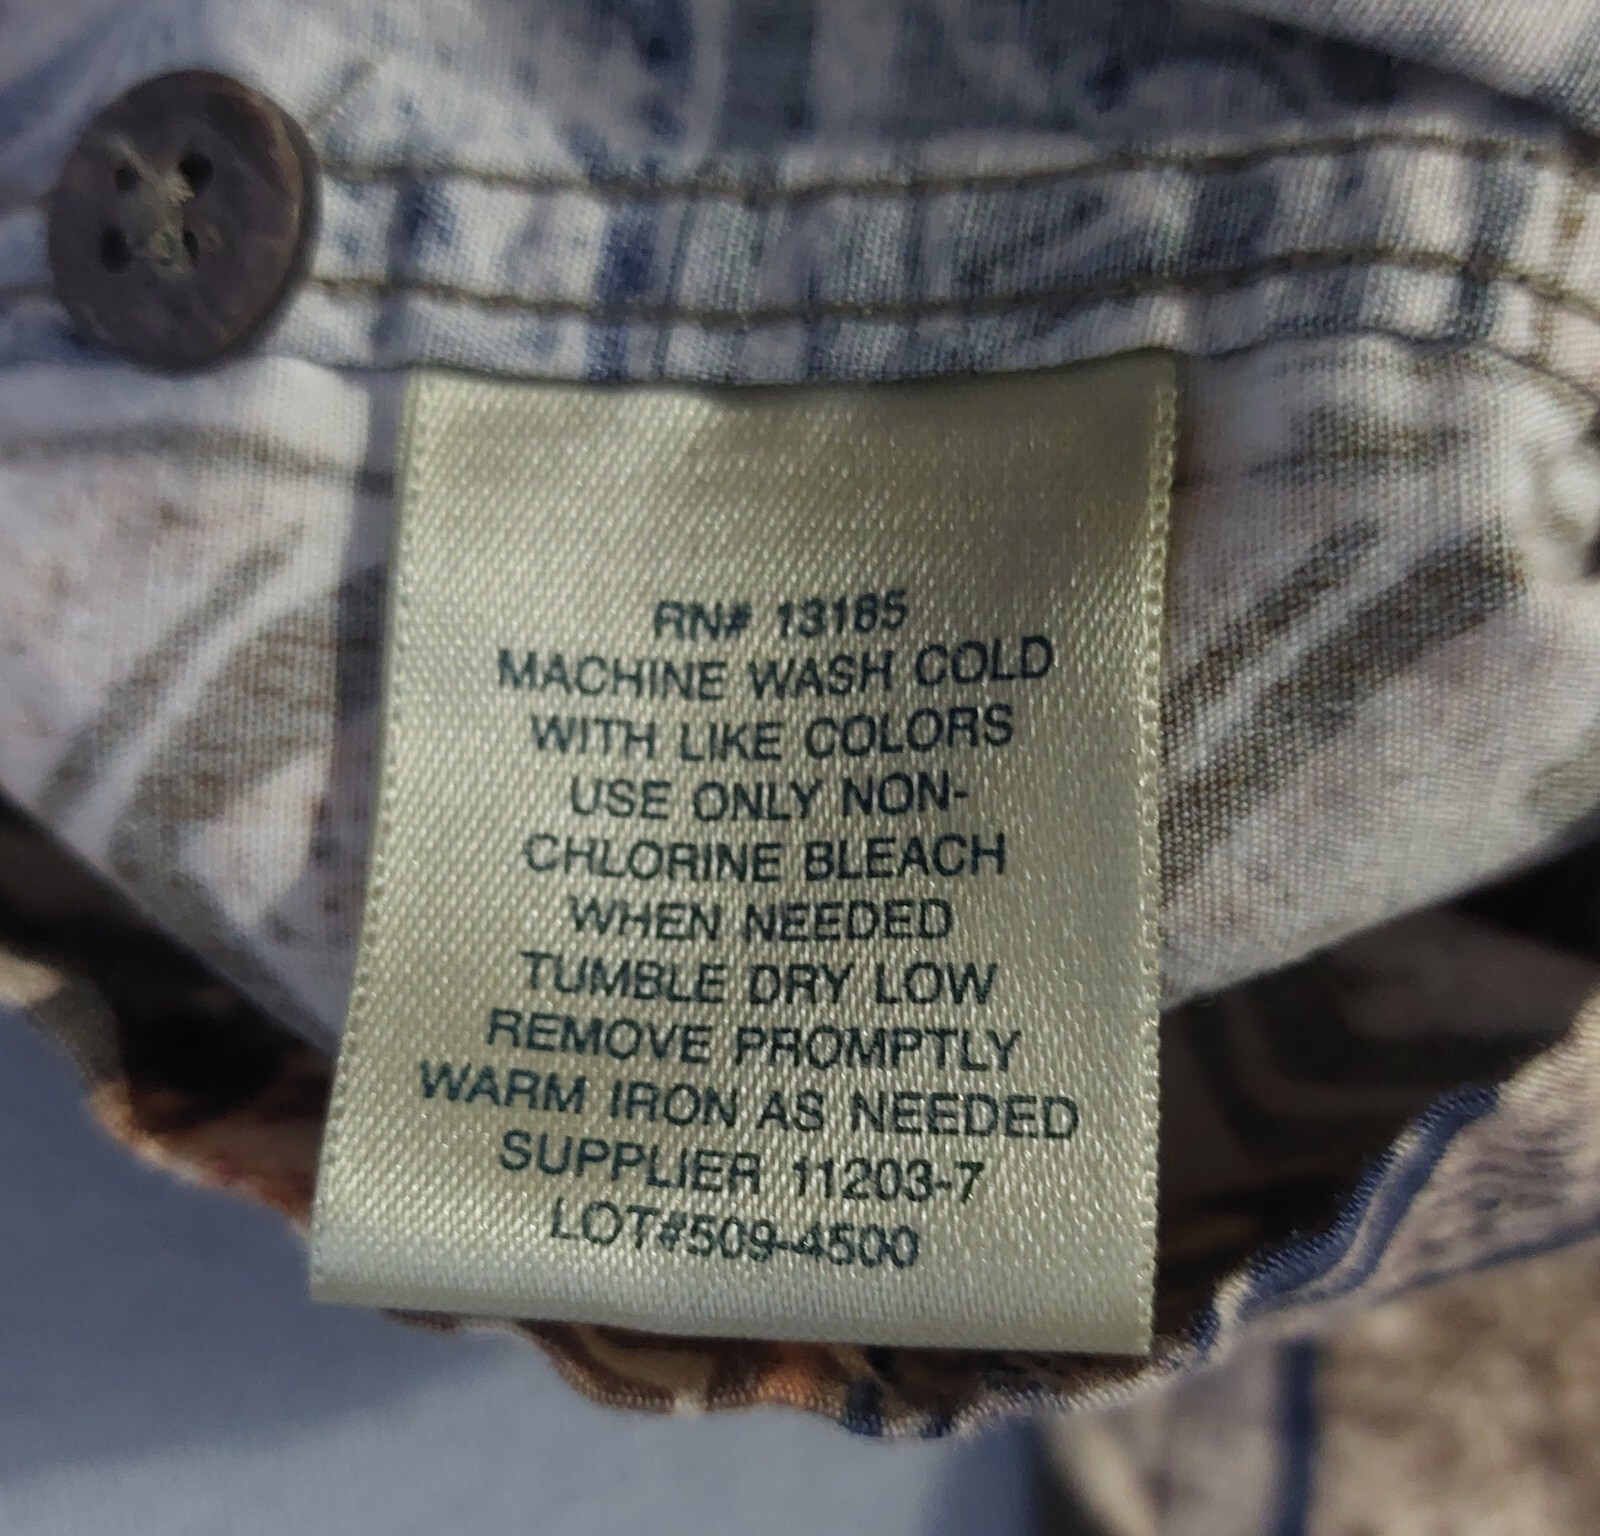 RN# 13185
MACHINE WASH COLD
WITH LIKE COLORS
USE ONLY NON-
CHLORINE BLEACH
WHEN NEEDED
TUMBLE DRY LOW
REMOVE PROMPTLY
WARM IRON AS NEEDED
SUPPLIER 11203-7
LOT#509-4500